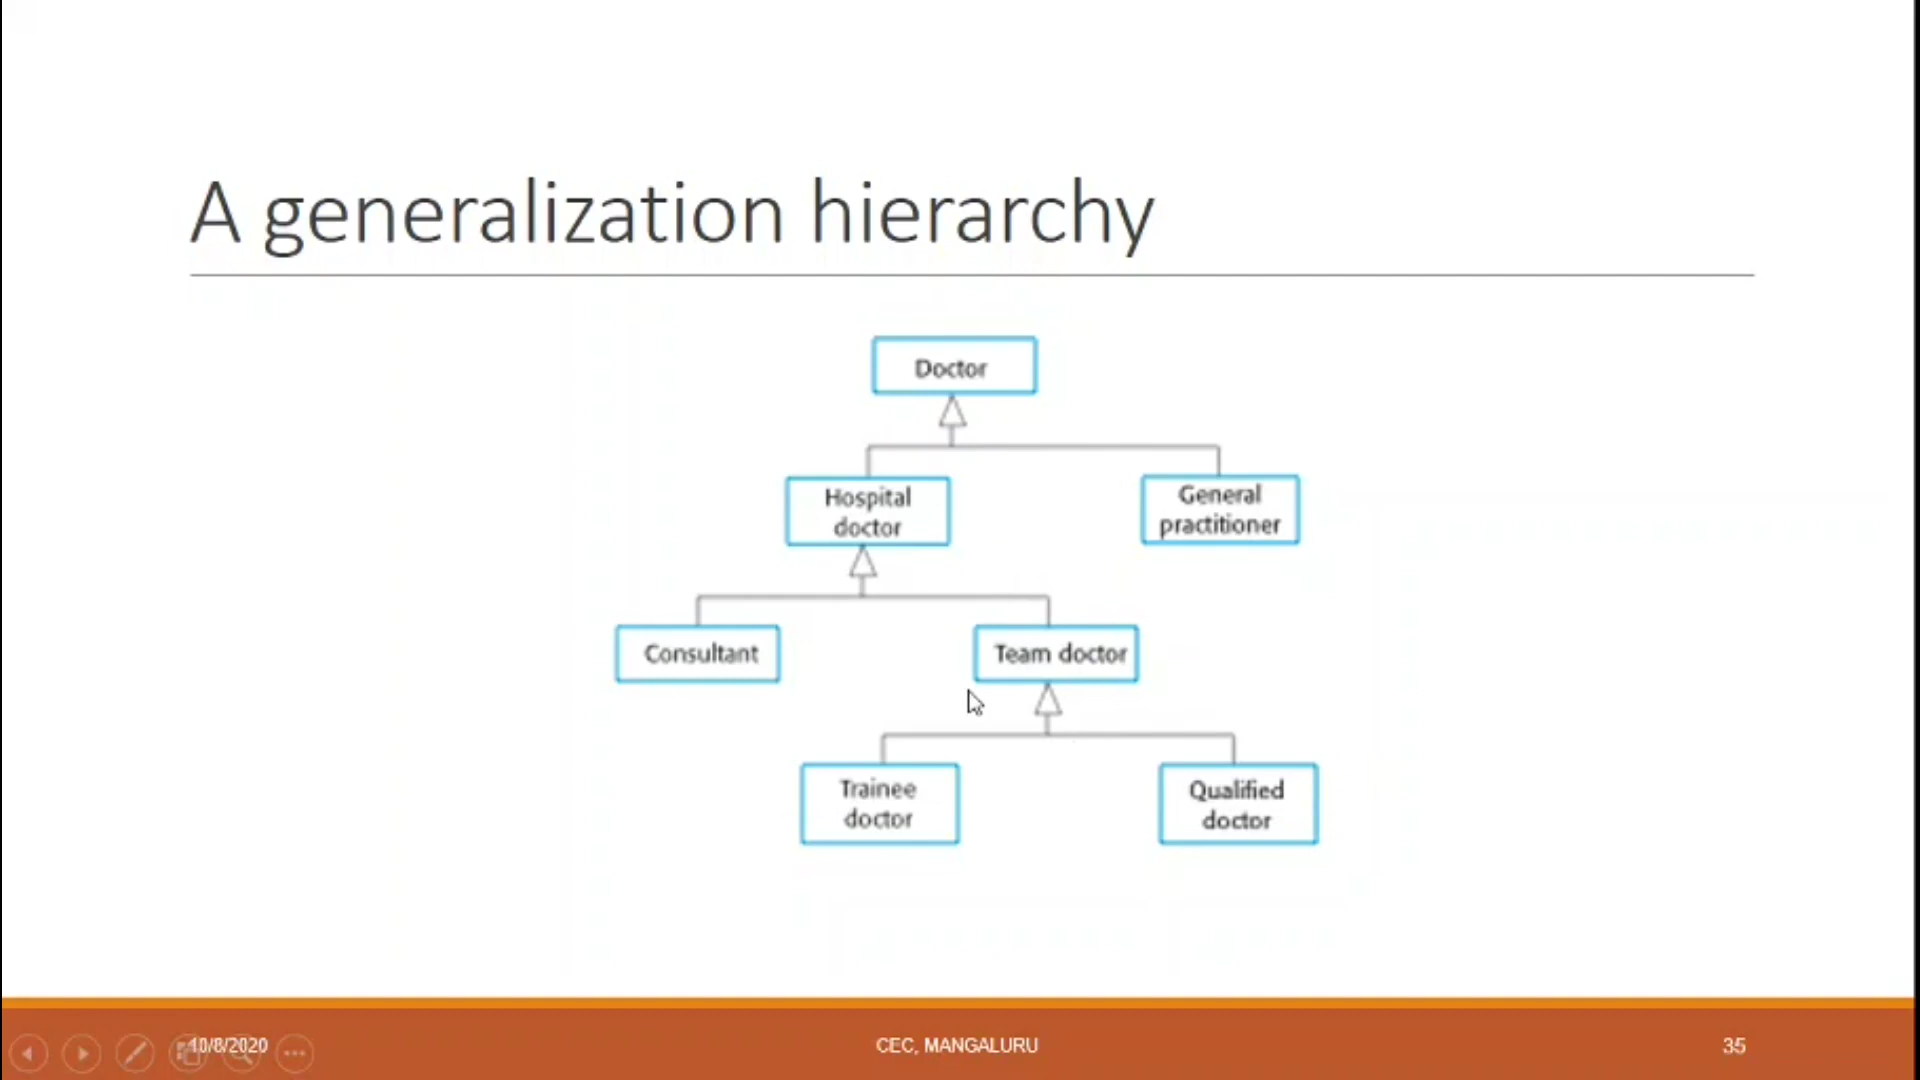 A generalization hierarchy
Doctor
Hospital
doctor
General
practitioner
Consultant
Team doctor
Trainee
doctor
Qualified
doctor
10/8/2020
CEC, MANGALURU
35